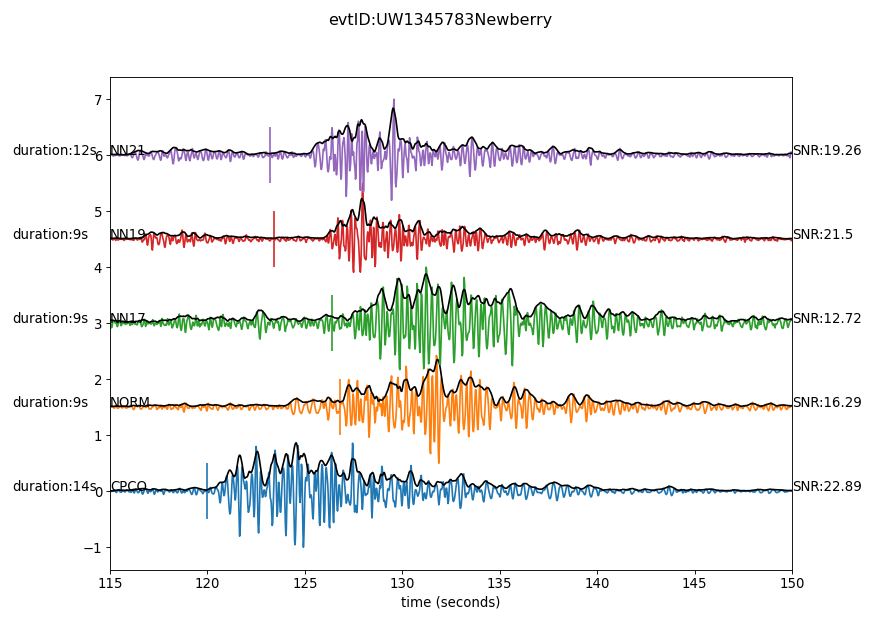 evtID:UW1345783Newberry
7
duration:12s NN21 SNR:19.26
6
5
duration:9s NN19 SNR:21.5
4
duration:9s NN17 SNR:12.72
3
2
duration:9s NORM SNR:16.29
1
duration:14s CPCO SNR:22.89
0
−1
115 120 125 130 135 140 145 150
time (seconds)